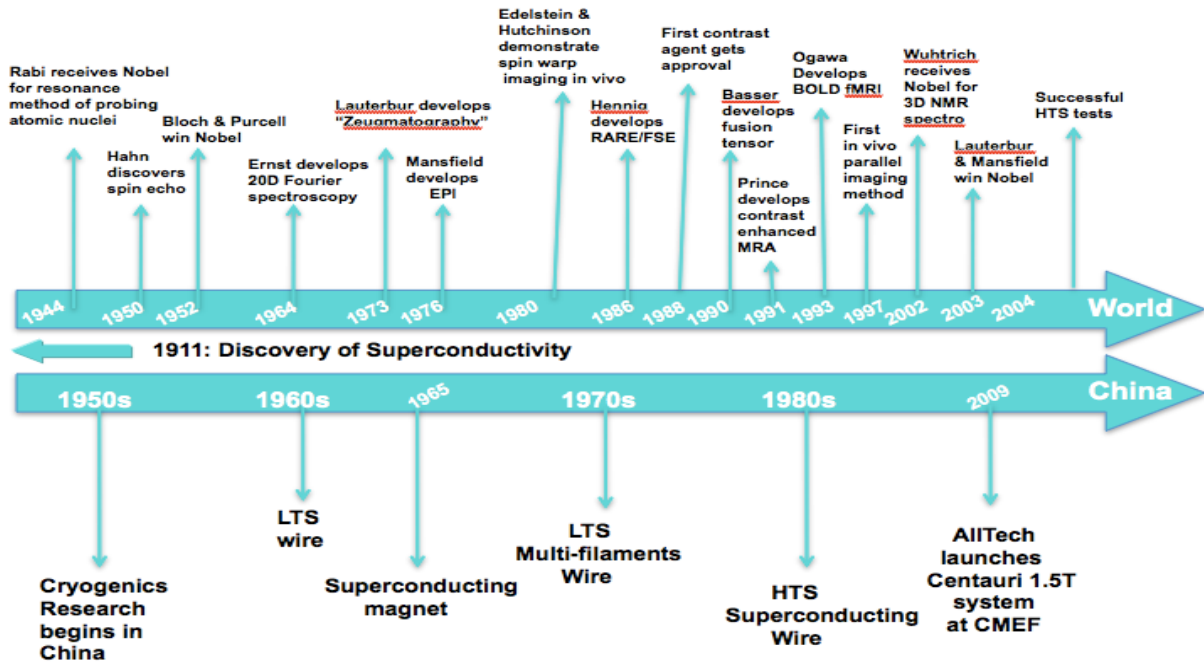 Rabi receives Nobel
for resonance
method of probing
atomic nuclei
Hahn
discovers
spin echo
Bloch & Purcell
win Nobel
Ernst develops
20D Fourier
spectroscopy
Lauterbur develops
“Zeugmatography”
Mansfield
develops
EPI
Edelstein &
Hutchinson
demonstrate
spin warp
imaging in vivo
Hennig
develops
RARE/FSE
First contrast
agent gets
approval
Basser
develops
fusion
tensor
Prince
develops
contrast
enhanced
MRA
Ogawa
Develops
BOLD fMRI
First
in vivo
parallel
imaging
method
Wuhtrich
receives
Nobel for
3D NMR
spectro
Lauterbur
& Mansfield
win Nobel
Successful
HTS tests
1944
1950
1952
1964
1973
1976
1980
1986
1988
1990
1991
1993
1997
2002
2003
2004
World
1911: Discovery of Superconductivity
1950s
1960s
1965
1970s
1980s
2009
China
Cryogenics
Research
begins in
China
LTS
wire
Superconducting
magnet
LTS
Multi-filaments
Wire
HTS
Superconducting
Wire
AllTech
launches
Centauri 1.5T
system
at CMEF